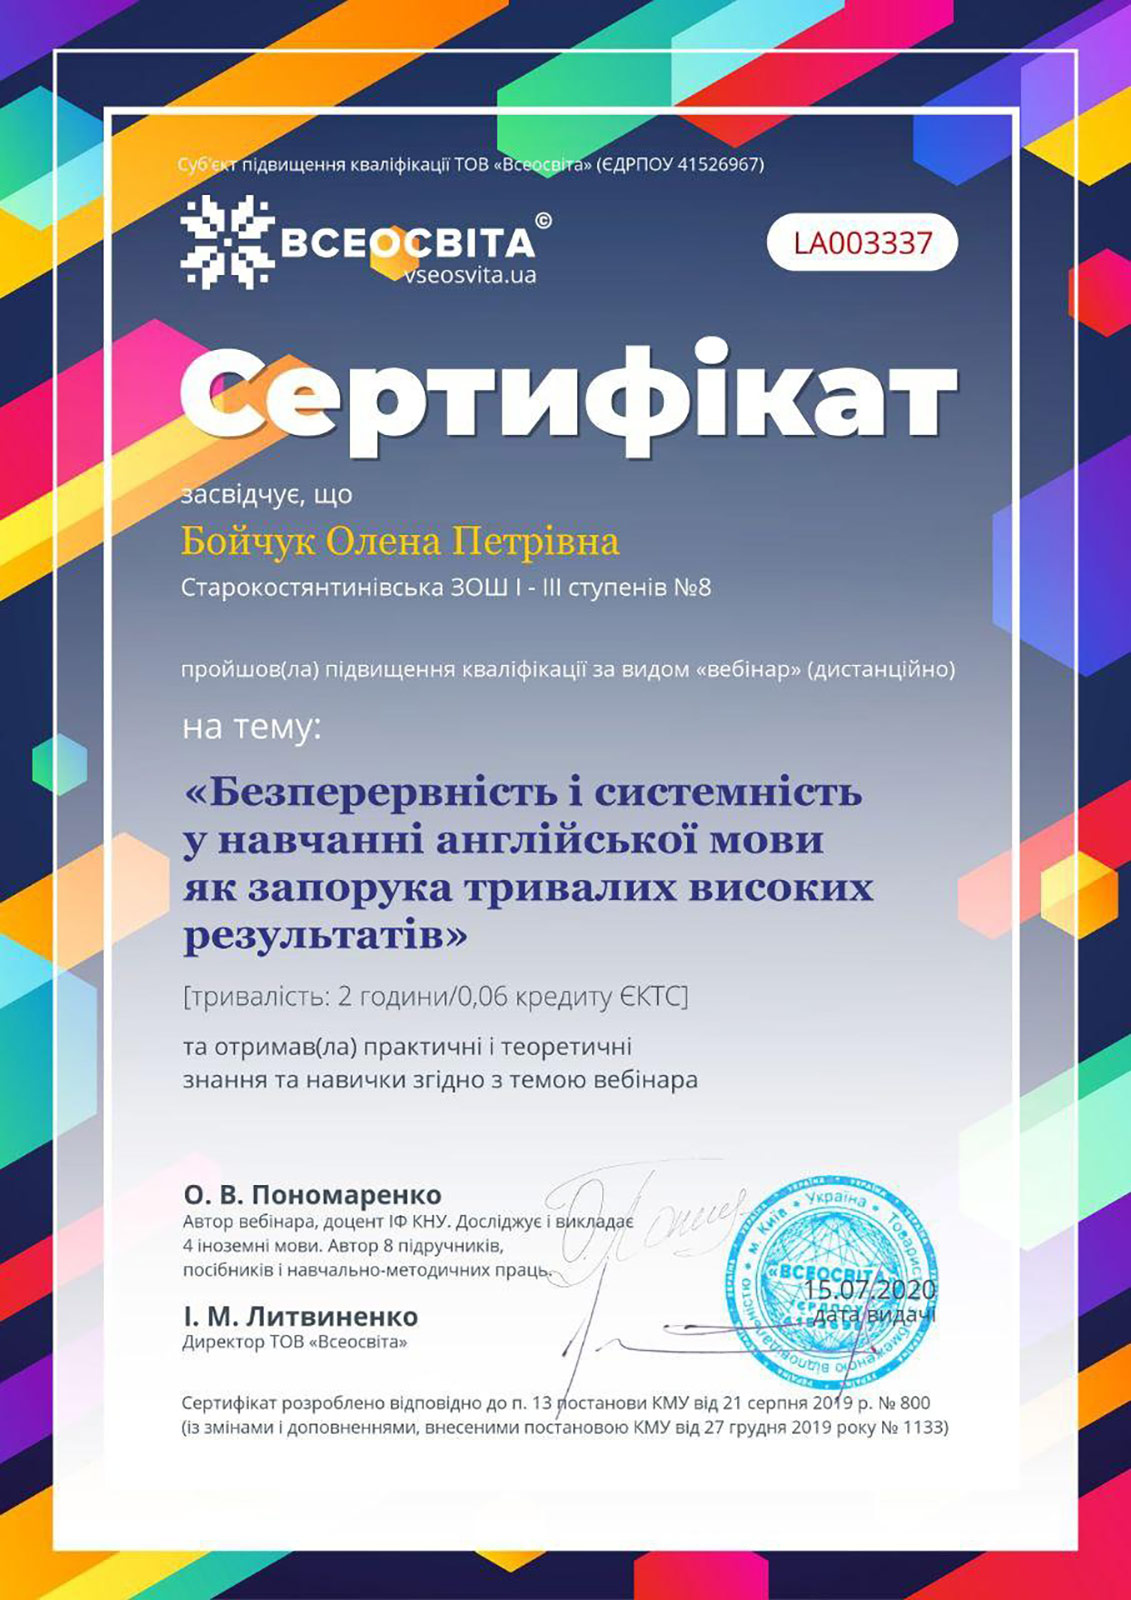 Суб'єкт підвищення кваліфікації ТОВ «Всеосвіта» (ЄДРПОУ 41526967)
ВСЕОСВІТА©
vseosvita.ua
LA003337
Сертифікат
засвідчує, що
Бойчук Олена Петрівна
Старокостянтинівська ЗОШ І - ІІІ ступенів №8
пройшов(ла) підвищення кваліфікації за видом «вебінар» (дистанційно)
на тему:
«Безперервність і системність
у навчанні англійської мови
як запорука тривалих високих
результатів»
[тривалість: 2 години/0,06 кредиту ЄКТС]
та отримав(ла) практичні і теоретичні
знання та навички згідно з темою вебінара
О. В. Пономаренко
Автор вебінара, доцент ІФ КНУ. Досліджує і викладає
4 іноземні мови. Автор 8 підручників,
посібників і навчально-методичних праць.
І. М. Литвиненко
Директор ТОВ «Всеосвіта»
м. Київ * Україна *
«ВСЕОСВІТА»
15.07.2020
дата видачі
Сертифікат розроблено відповідно до п. 13 постанови КМУ від 21 серпня 2019 р. № 800
(із змінами і доповненнями, внесеними постановою КМУ від 27 грудня 2019 року № 1133)